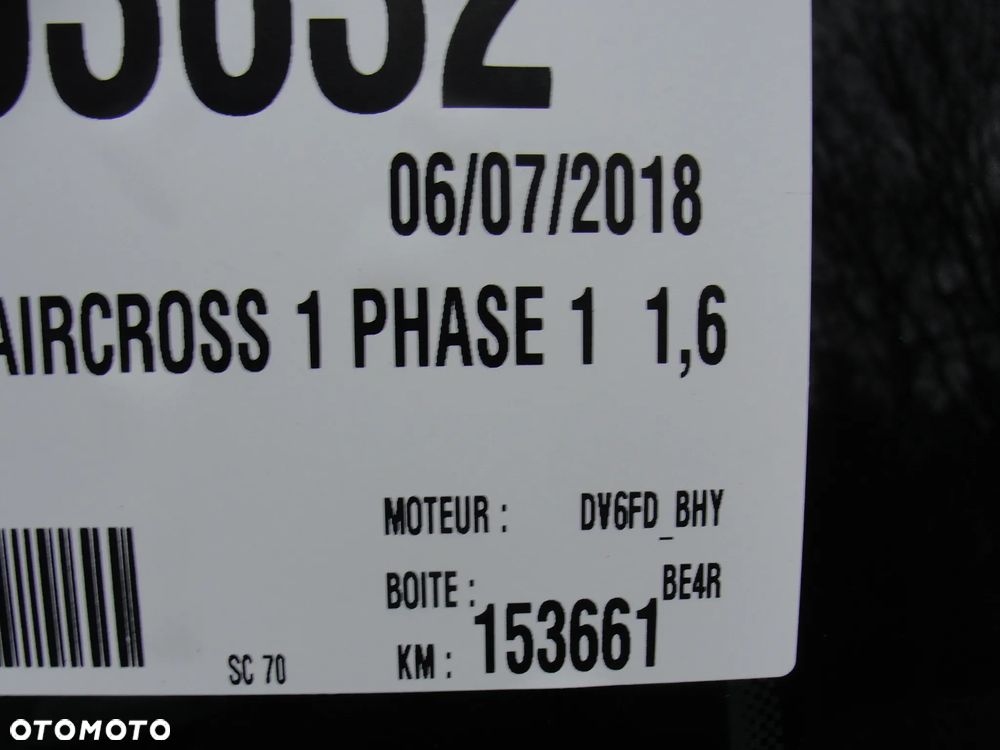 06/07/2018
AIRCROSS 1 PHASE 1 1,6
MOTEUR : DV6FD_BHY
BOITE : BE4R
KM : 153661
SC 70
OTOMOTO